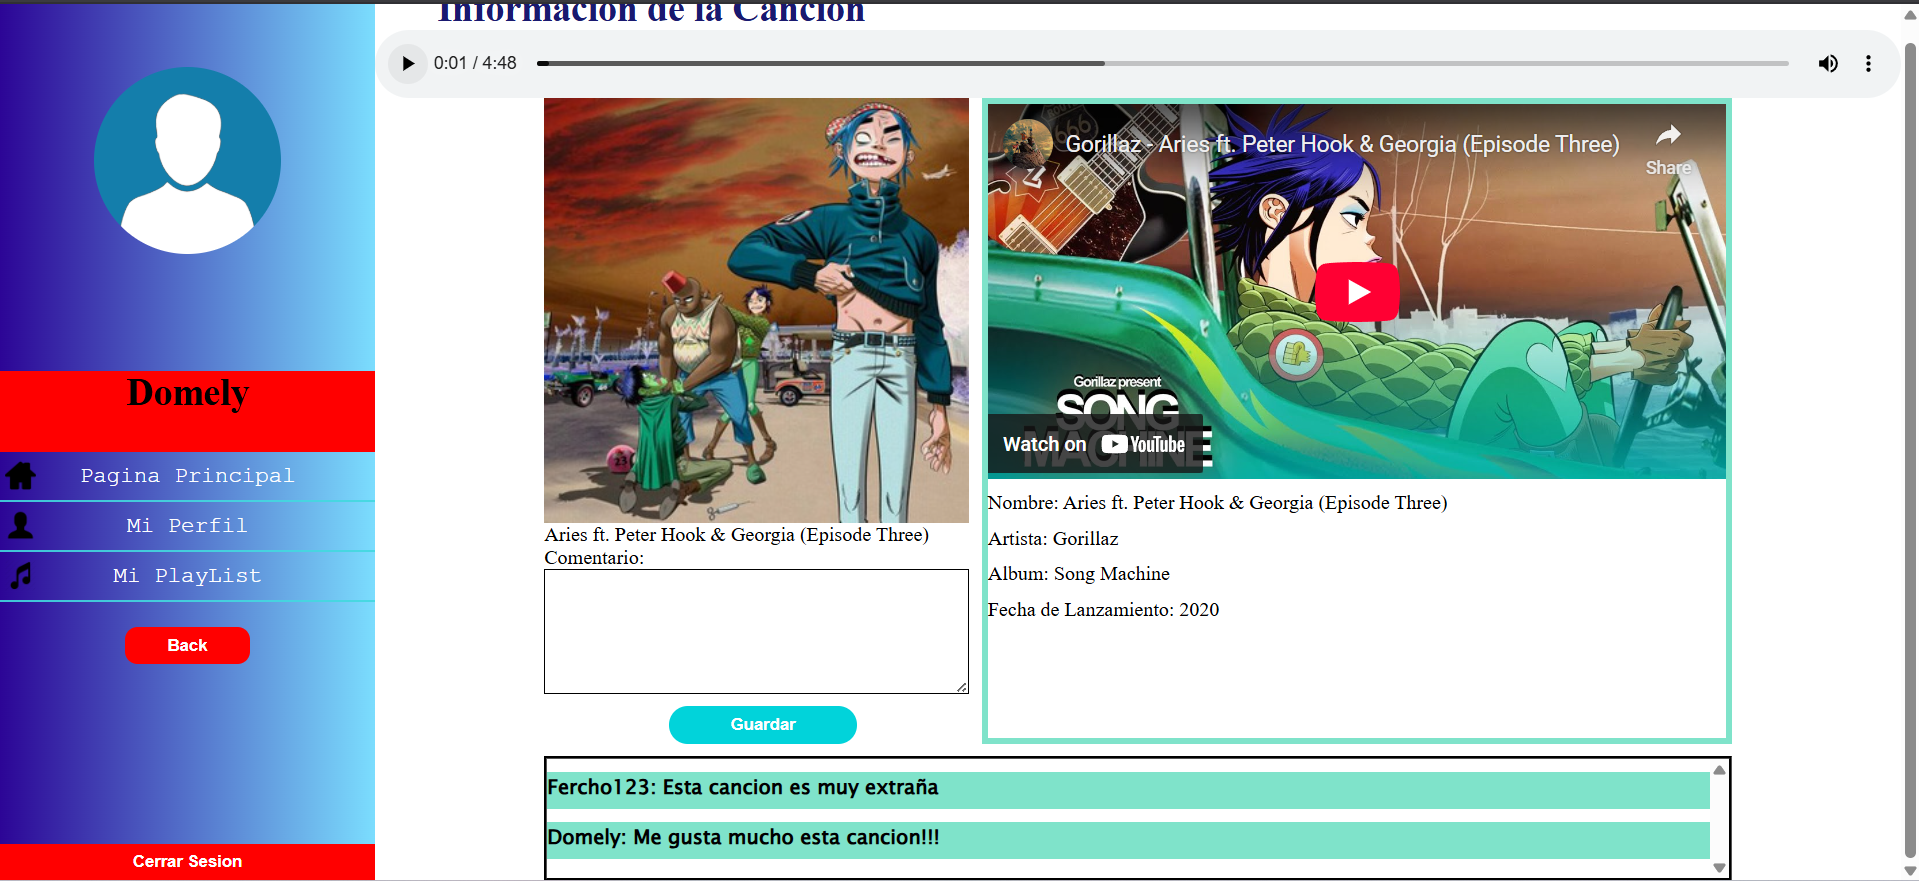 Informacion de la Cancion
0:01 / 4:48
Domely
Pagina Principal
Mi Perfil
Mi PlayList
Back
Cerrar Sesion
23
Aries ft. Peter Hook & Georgia (Episode Three)
Comentario:
Guardar
666
Gorillaz - Aries ft. Peter Hook & Georgia (Episode Three)
Share
Gorillaz present
SONG
MACHINE
Watch on YouTube
Nombre: Aries ft. Peter Hook & Georgia (Episode Three)
Artista: Gorillaz
Album: Song Machine
Fecha de Lanzamiento: 2020
Fercho123: Esta cancion es muy extraña
Domely: Me gusta mucho esta cancion!!!